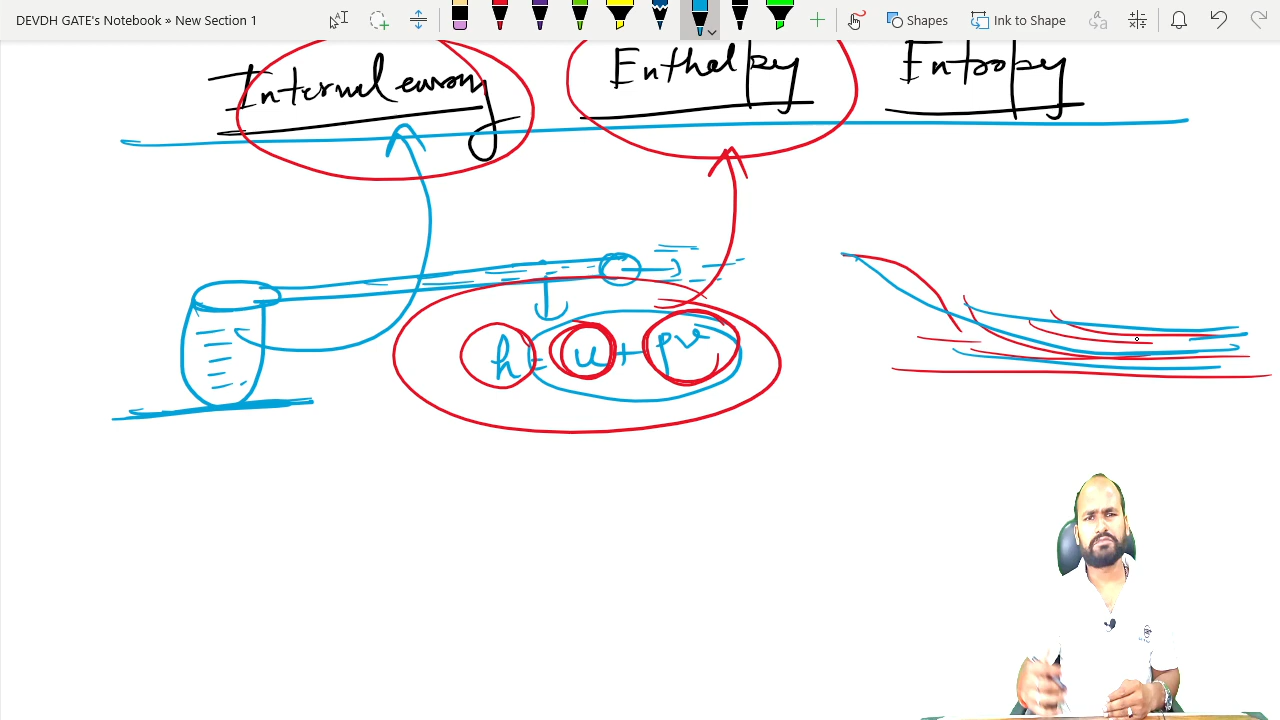 DEVDH GATE's Notebook » New Section 1
Shapes
Ink to Shape
Internal energy Enthalpy Entropy
h = u + pv